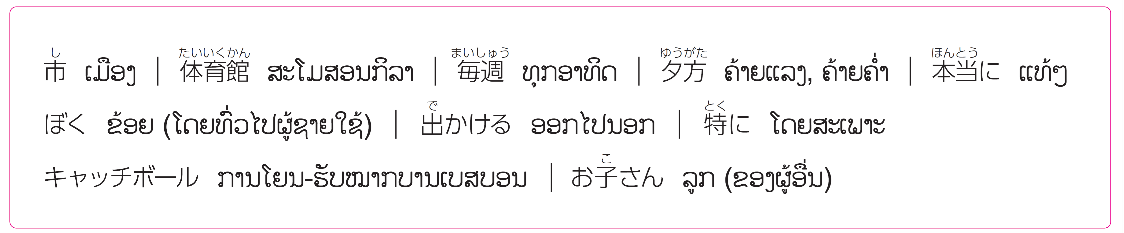 市 ເມືອງ | 体育館 ສະໂມສອນກິລາ | 毎週 ທຸກອາທິດ | 夕方 ຄ້າຍແລງ, ຄ້າຍຄ່ຳ | 本当に ແທ້ໆ
ぼく ຂ້ອຍ (ໂດຍທົ່ວໄປຜູ້ຊາຍໃຊ້) | 出かける ອອກໄປນອກ | 特に ໂດຍສະເພາະ
キャッチボール ການໂຍນ-ຮັບໝາກບານເບສບອນ | お子さん ລູກ (ຂອງຜູ້ອື່ນ)